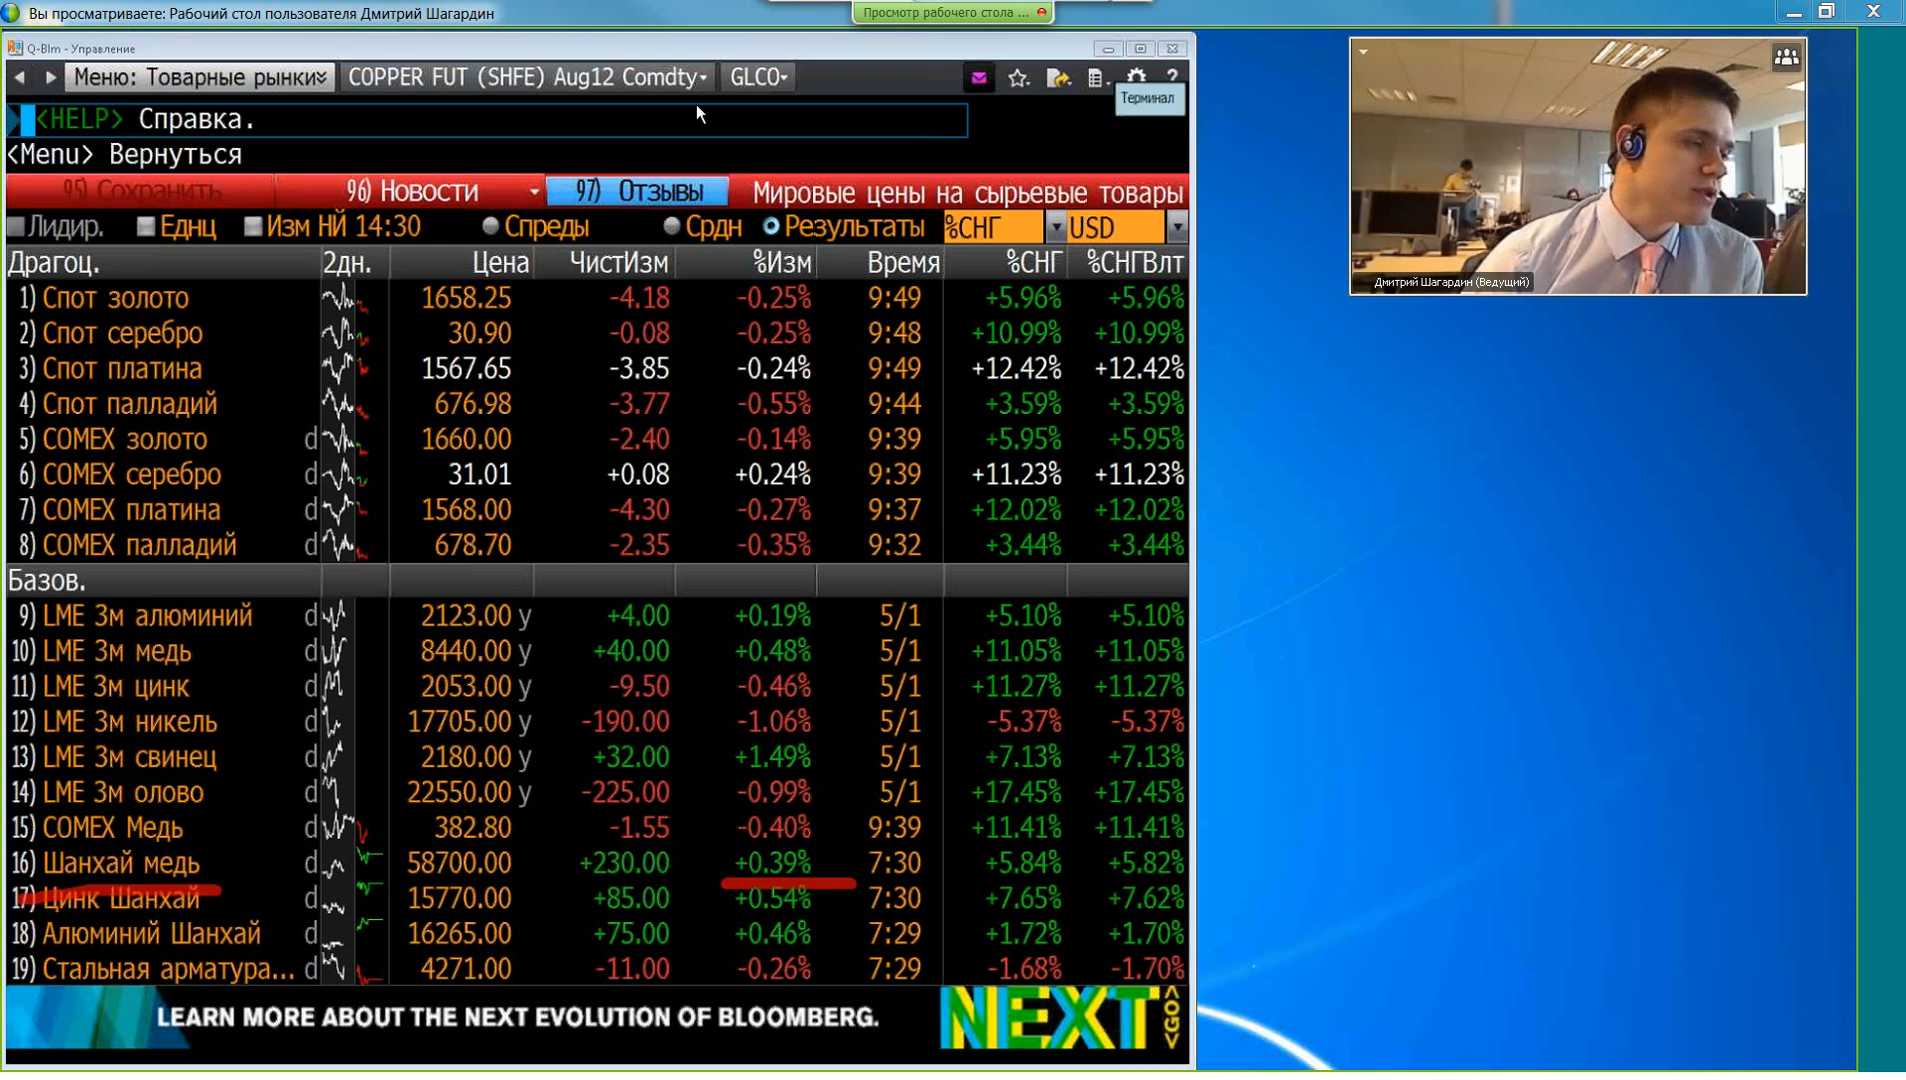 Вы просматриваете: Рабочий стол пользователя Дмитрий Шагардин
Просмотр рабочего стола ...
Q-Blm - Управление
Меню: Товарные рынки COPPER FUT (SHFE) Aug12 Comdty GLCO
Терминал
<HELP> Справка.
<Menu> Вернуться
95) Сохранить 96) Новости 97) Отзывы Мировые цены на сырьевые товары
Лидир. Еднц Изм НЙ 14:30 Спреды Срдн Результаты %СНГ USD
Драгоц. 2дн. Цена ЧистИзм %Изм Время %СНГ %СНГВлт
1) Спот золото 1658.25 -4.18 -0.25% 9:49 +5.96% +5.96%
2) Спот серебро 30.90 -0.08 -0.25% 9:48 +10.99% +10.99%
3) Спот платина 1567.65 -3.85 -0.24% 9:49 +12.42% +12.42%
4) Спот палладий 676.98 -3.77 -0.55% 9:44 +3.59% +3.59%
5) COMEX золото d 1660.00 -2.40 -0.14% 9:39 +5.95% +5.95%
6) COMEX серебро d 31.01 +0.08 +0.24% 9:39 +11.23% +11.23%
7) COMEX платина d 1568.00 -4.30 -0.27% 9:37 +12.02% +12.02%
8) COMEX палладий d 678.70 -2.35 -0.35% 9:32 +3.44% +3.44%
Базов.
9) LME 3м алюминий d 2123.00 y +4.00 +0.19% 5/1 +5.10% +5.10%
10) LME 3м медь d 8440.00 y +40.00 +0.48% 5/1 +11.05% +11.05%
11) LME 3м цинк d 2053.00 y -9.50 -0.46% 5/1 +11.27% +11.27%
12) LME 3м никель d 17705.00 y -190.00 -1.06% 5/1 -5.37% -5.37%
13) LME 3м свинец d 2180.00 y +32.00 +1.49% 5/1 +7.13% +7.13%
14) LME 3м олово d 22550.00 y -225.00 -0.99% 5/1 +17.45% +17.45%
15) COMEX Медь d 382.80 -1.55 -0.40% 9:39 +11.41% +11.41%
16) Шанхай медь d 58700.00 +230.00 +0.39% 7:30 +5.84% +5.82%
17) Цинк Шанхай d 15770.00 +85.00 +0.54% 7:30 +7.65% +7.62%
18) Алюминий Шанхай d 16265.00 +75.00 +0.46% 7:29 +1.72% +1.70%
19) Стальная арматура... d 4271.00 -11.00 -0.26% 7:29 -1.68% -1.70%
LEARN MORE ABOUT THE NEXT EVOLUTION OF BLOOMBERG. NEXT <GO>
Дмитрий Шагардин (Ведущий)